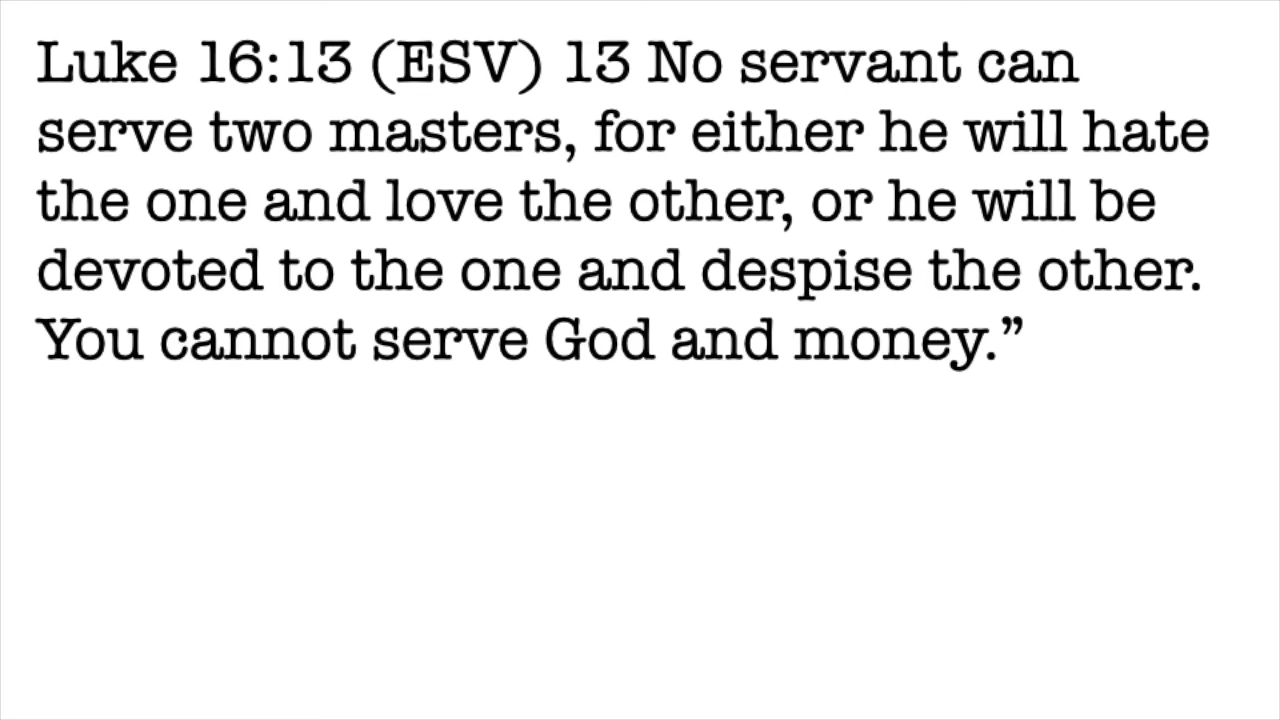 Luke 16:13 (ESV) 13 No servant can
serve two masters, for either he will hate
the one and love the other, or he will be
devoted to the one and despise the other.
You cannot serve God and money.”